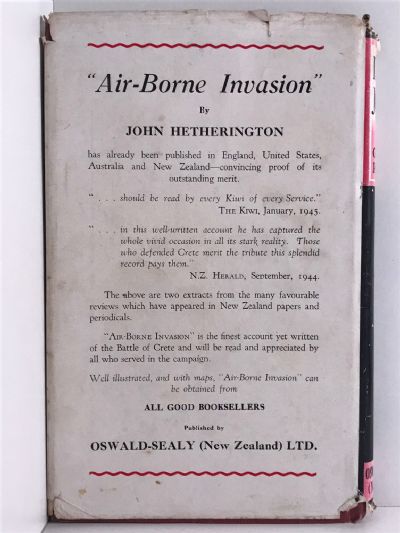 "Air-Borne Invasion"
By
JOHN HETHERINGTON
has already been published in England, United States,
Australia and New Zealand—convincing proof of its
outstanding merit.
". . . should be read by every Kiwi of every Service."
THE KIWI, January, 1945.
". . . in this well-written account he has captured the
whole vivid occasion in all its stark reality. Those
who defended Crete merit the tribute this splendid
record pays them."
N.Z. HERALD, September, 1944.
The above are two extracts from the many favourable
reviews which have appeared in New Zealand papers and
periodicals.
"AIR-BORNE INVASION" is the finest account yet written
of the Battle of Crete and will be read and appreciated by
all who served in the campaign.
Well illustrated, and with maps, "Air-Borne Invasion" can
be obtained from
ALL GOOD BOOKSELLERS
Published by
OSWALD-SEALY (New Zealand) LTD.